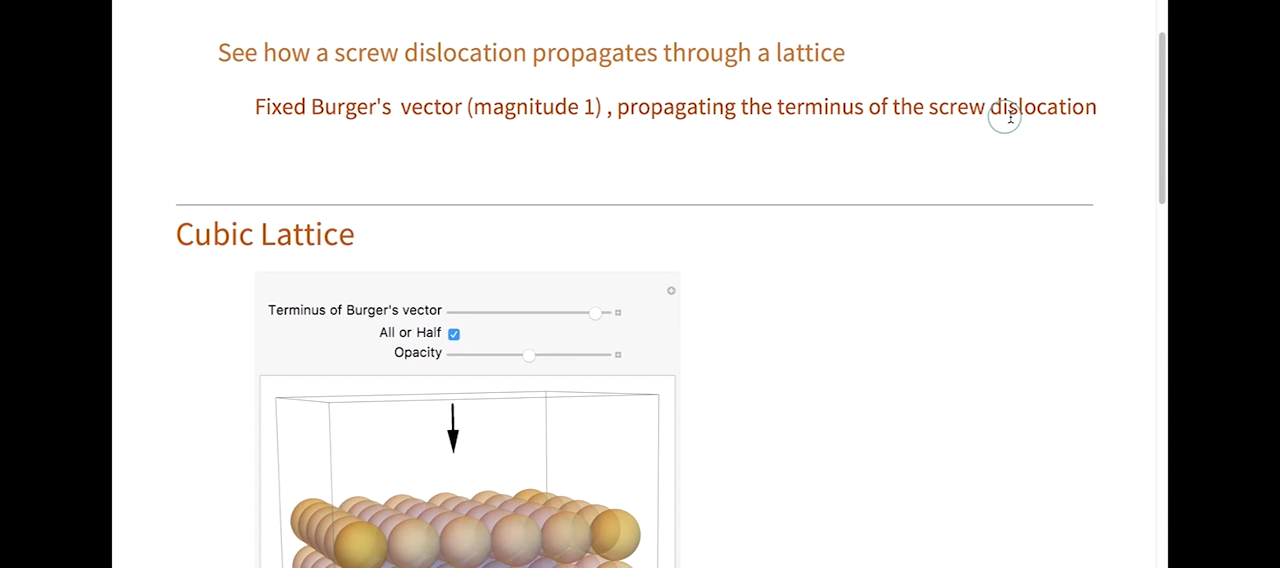 See how a screw dislocation propagates through a lattice
Fixed Burger's vector (magnitude 1) , propagating the terminus of the screw dislocation
Cubic Lattice
Terminus of Burger's vector
All or Half
Opacity